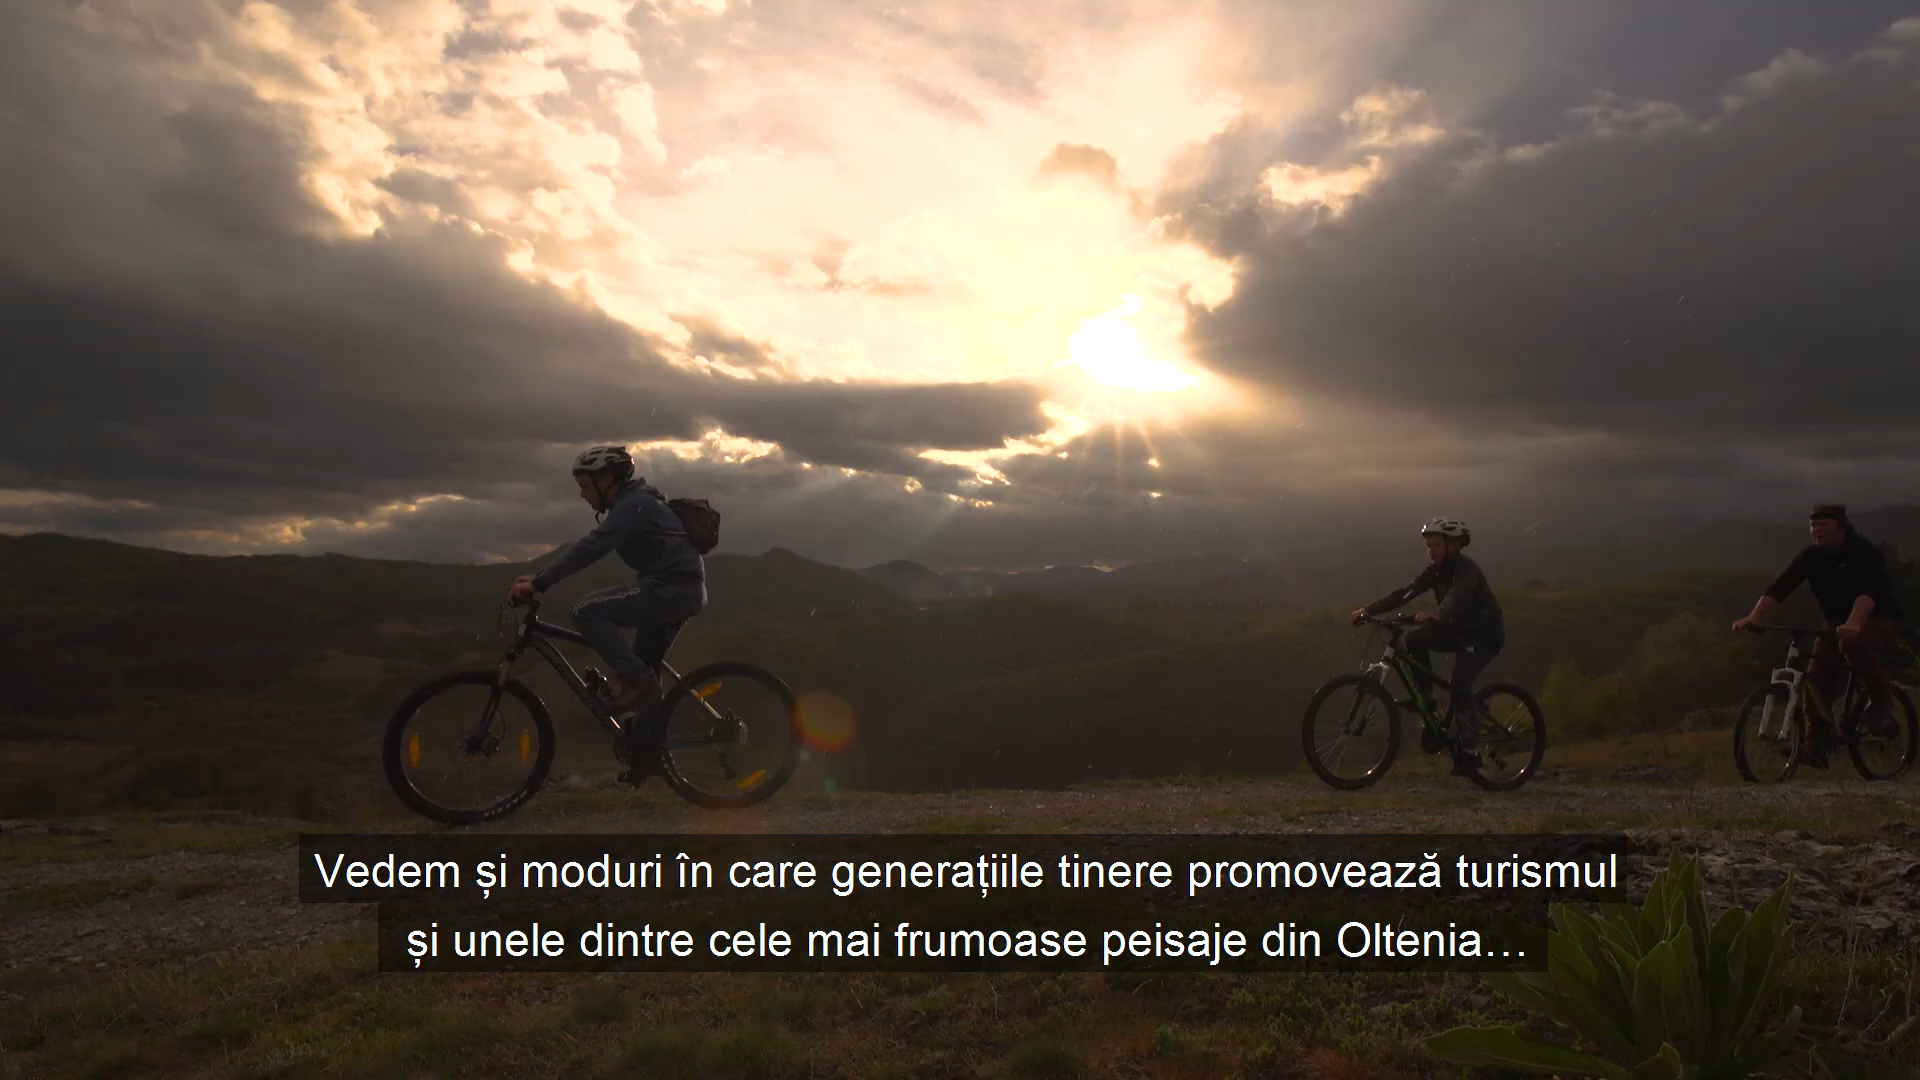 Vedem și moduri în care generațiile tinere promovează turismul
și unele dintre cele mai frumoase peisaje din Oltenia…